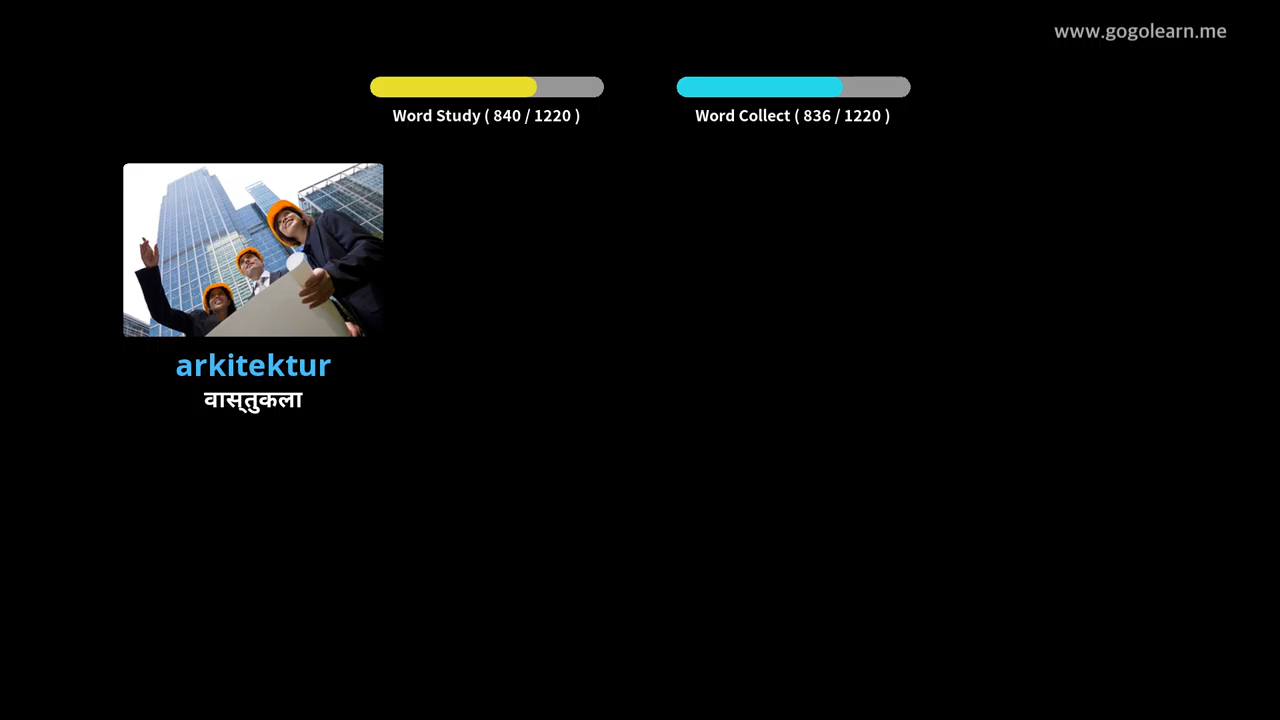 www.gogolearn.me
Word Study ( 840 / 1220 )
Word Collect ( 836 / 1220 )
arkitektur
वास्तुकला